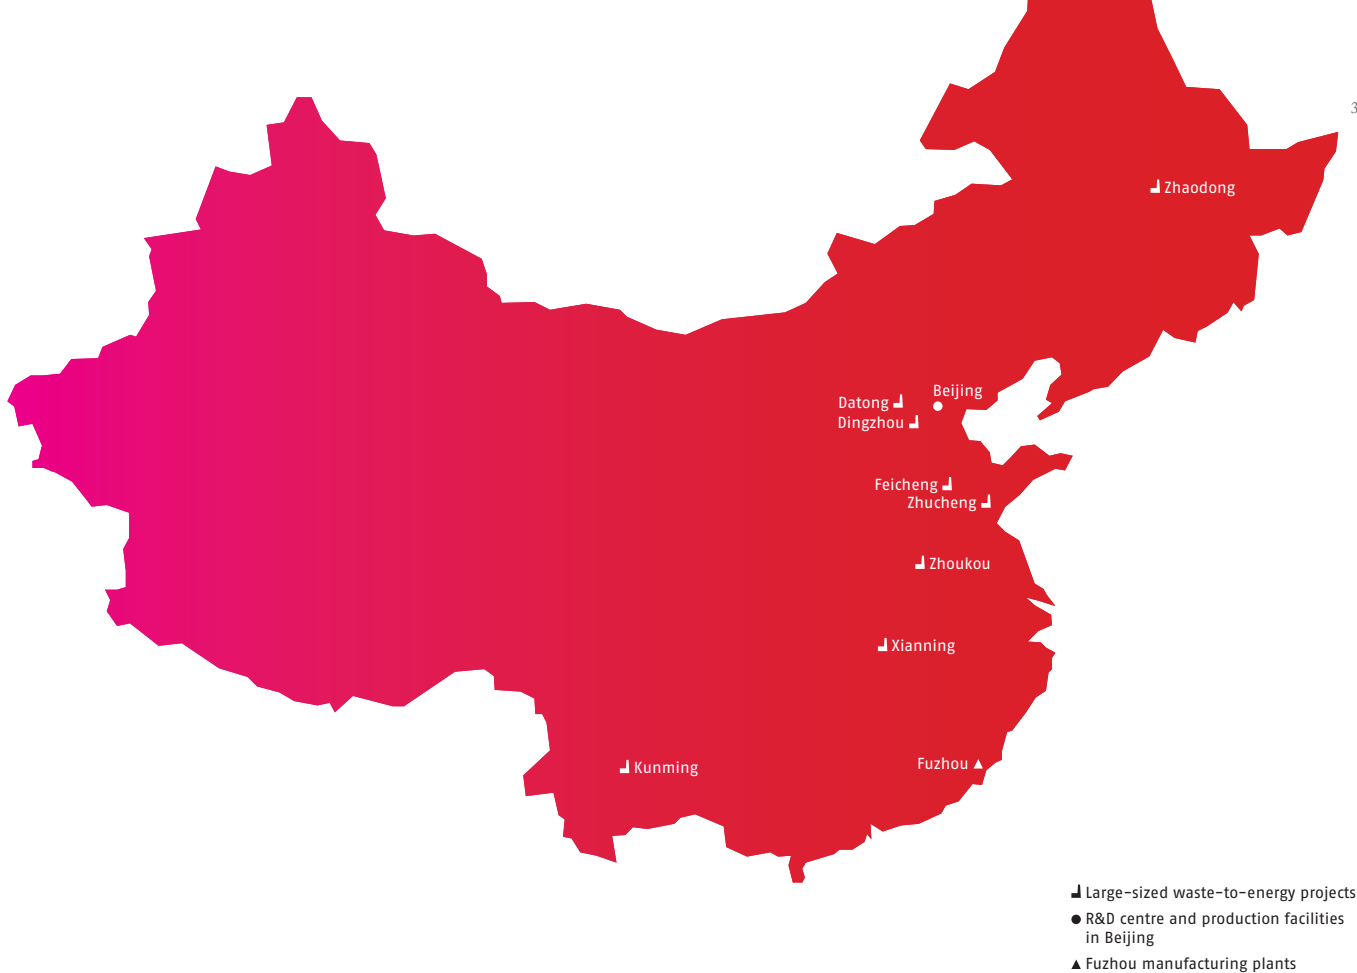 3
Zhaodong
Beijing
Datong
Dingzhou
Feicheng
Zhucheng
Zhoukou
Xianning
Fuzhou
Kunming
Large-sized waste-to-energy projects
R&D centre and production facilities
in Beijing
Fuzhou manufacturing plants